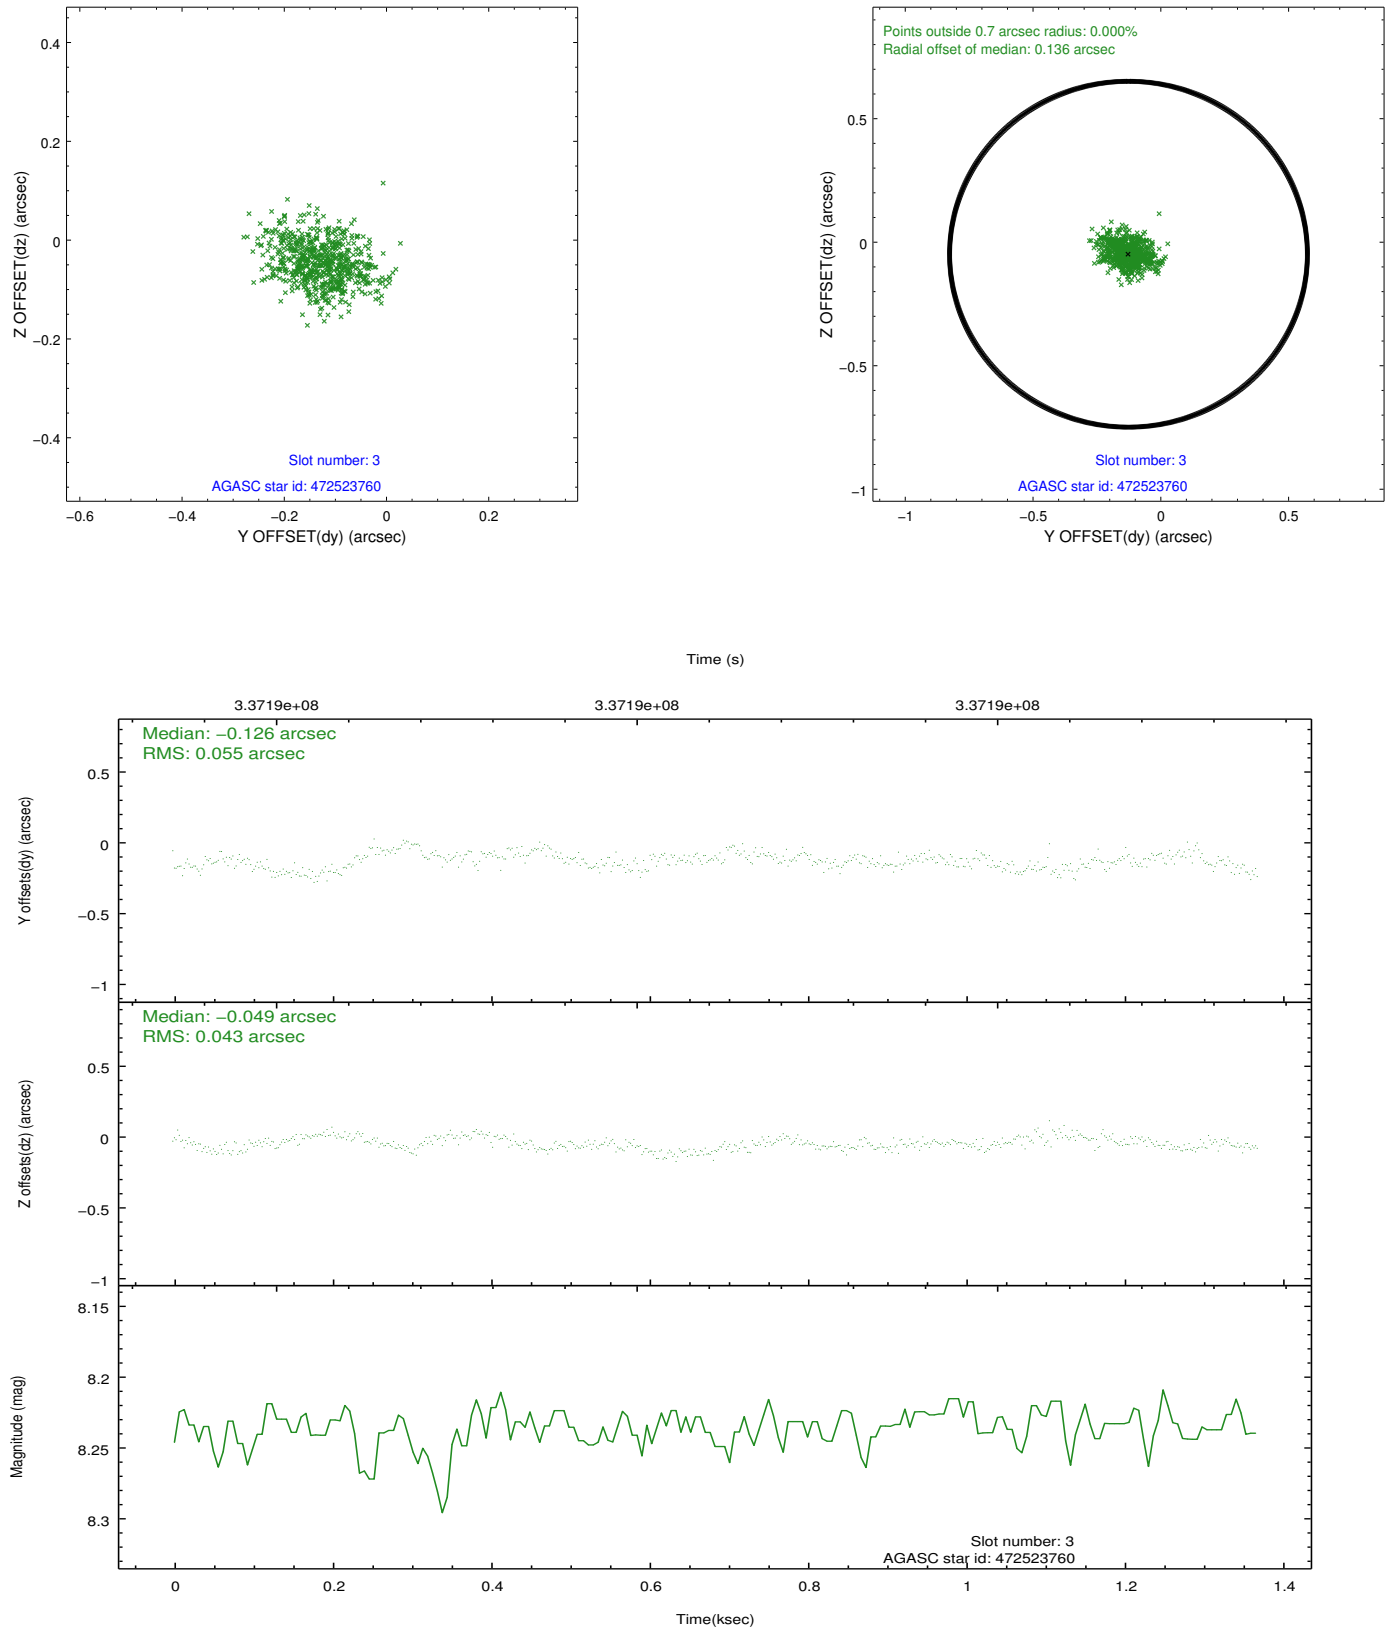 0.4
0.2
0
−0.2
−0.4
Z OFFSET(dz) (arcsec)
Slot number: 3
AGASC star id: 472523760
−0.6 −0.4 −0.2 0 0.2
Y OFFSET(dy) (arcsec)
Points outside 0.7 arcsec radius: 0.000%
Radial offset of median: 0.136 arcsec
0.5
0
−0.5
−1
Z OFFSET(dz) (arcsec)
Slot number: 3
AGASC star id: 472523760
−1 −0.5 0 0.5
Y OFFSET(dy) (arcsec)
Time (s)
3.3719e+08 3.3719e+08 3.3719e+08
Median: −0.126 arcsec
RMS: 0.055 arcsec
0.5
0
−0.5
−1
Y offsets(dy) (arcsec)
Median: −0.049 arcsec
RMS: 0.043 arcsec
0.5
0
−0.5
−1
Z offsets(dz) (arcsec)
8.15
8.2
8.25
8.3
Magnitude (mag)
Slot number: 3
AGASC star id: 472523760
0 0.2 0.4 0.6 0.8 1 1.2 1.4
Time(ksec)